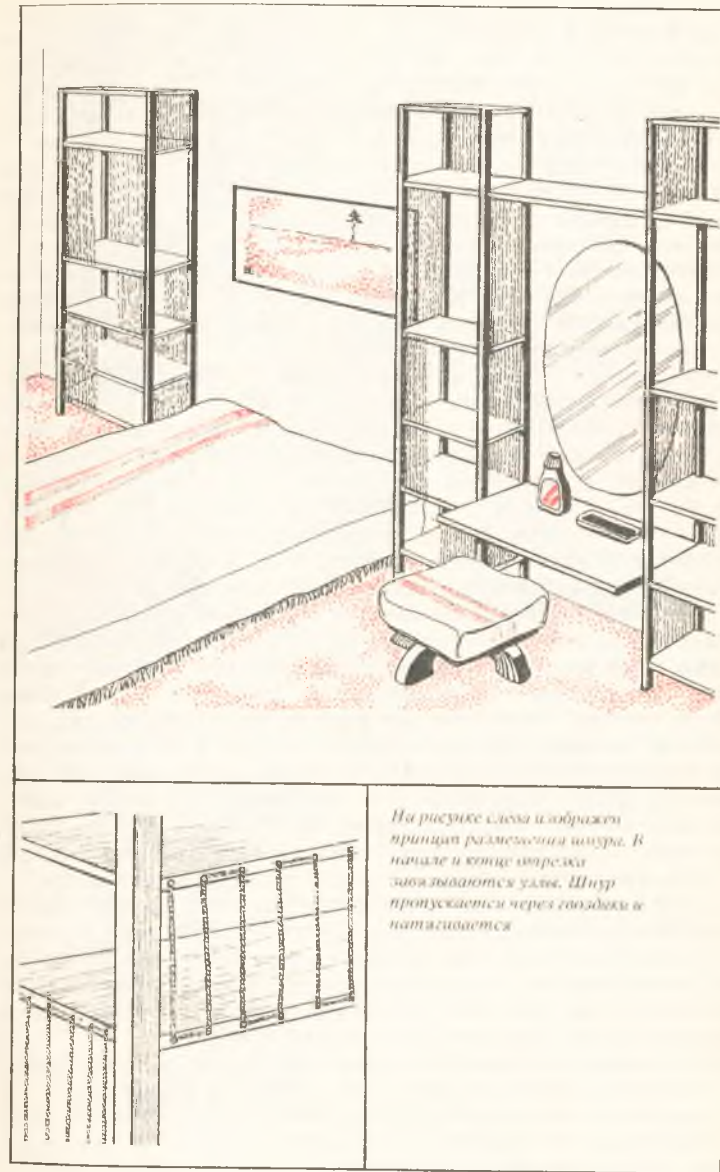 На рисунке слева изображен
принцип размещения шнура. В
начале и конце отрезка
завязываются узлы. Шнур
пропускается через гвоздики и
натягивается